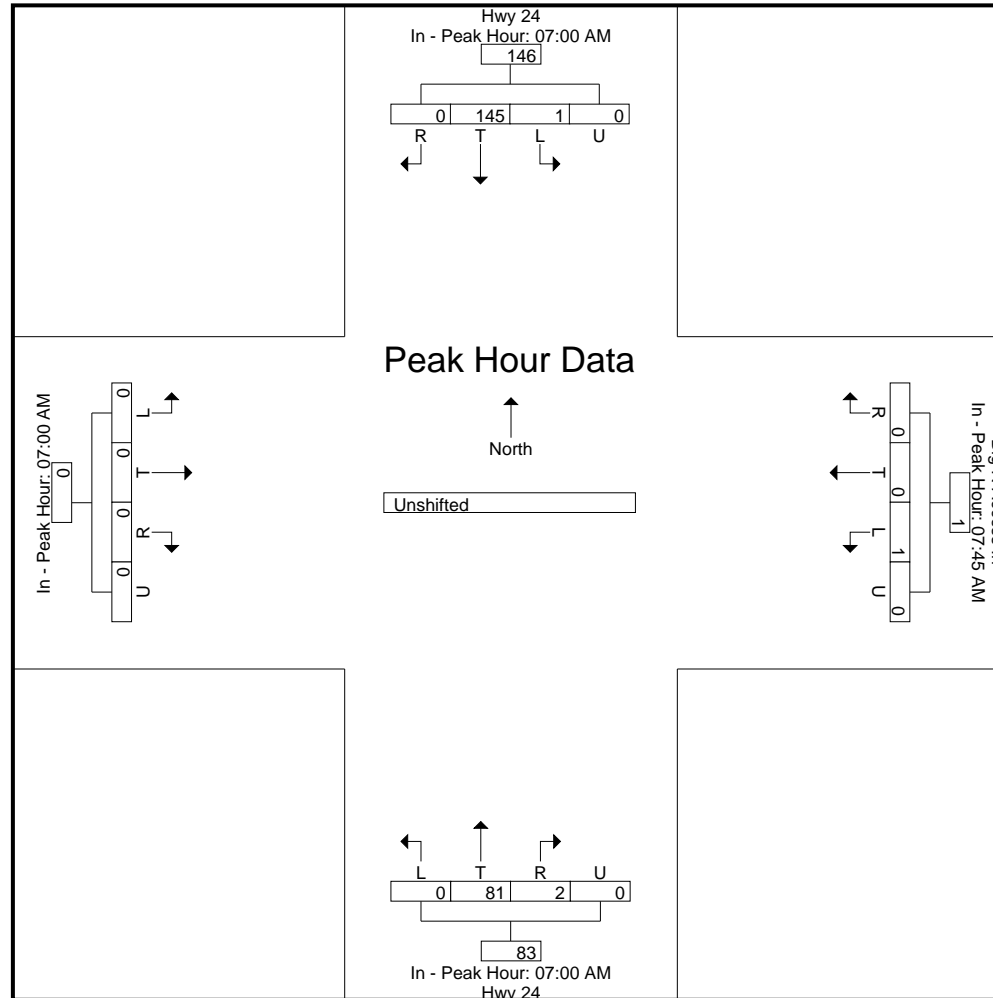 Hwy 24
In - Peak Hour: 07:00 AM
146
0 145 1 0
R T L U
Peak Hour Data
North
Unshifted
In - Peak Hour: 07:00 AM
0
0 0 0 0
L T R U
In - Peak Hour: 07:45 AM
1
0 0 1 0
R T L U
L T R U
0 81 2 0
83
In - Peak Hour: 07:00 AM
Hwy 24